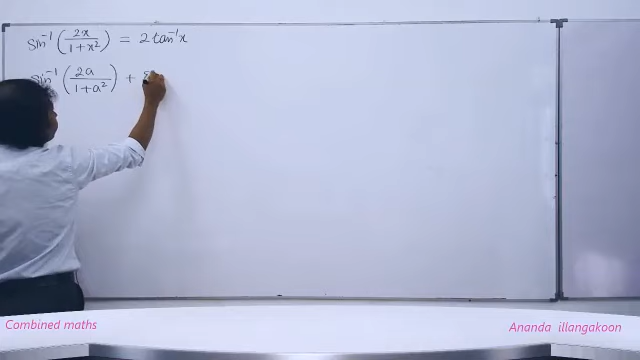 sin⁻¹(2x/(1+x²)) = 2 tan⁻¹x
sin⁻¹(2a/(1+a²)) +
Combined maths
Ananda illangakoon